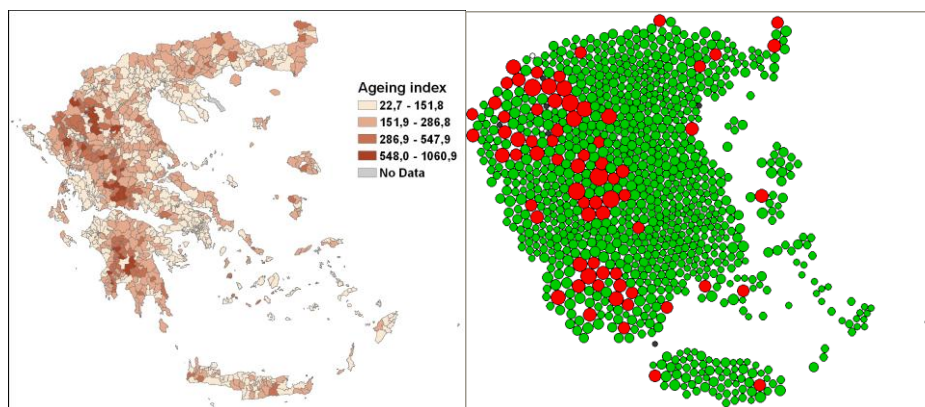 Ageing index
22,7 - 151,8
151,9 - 286,8
286,9 - 547,9
548,0 - 1060,9
No Data